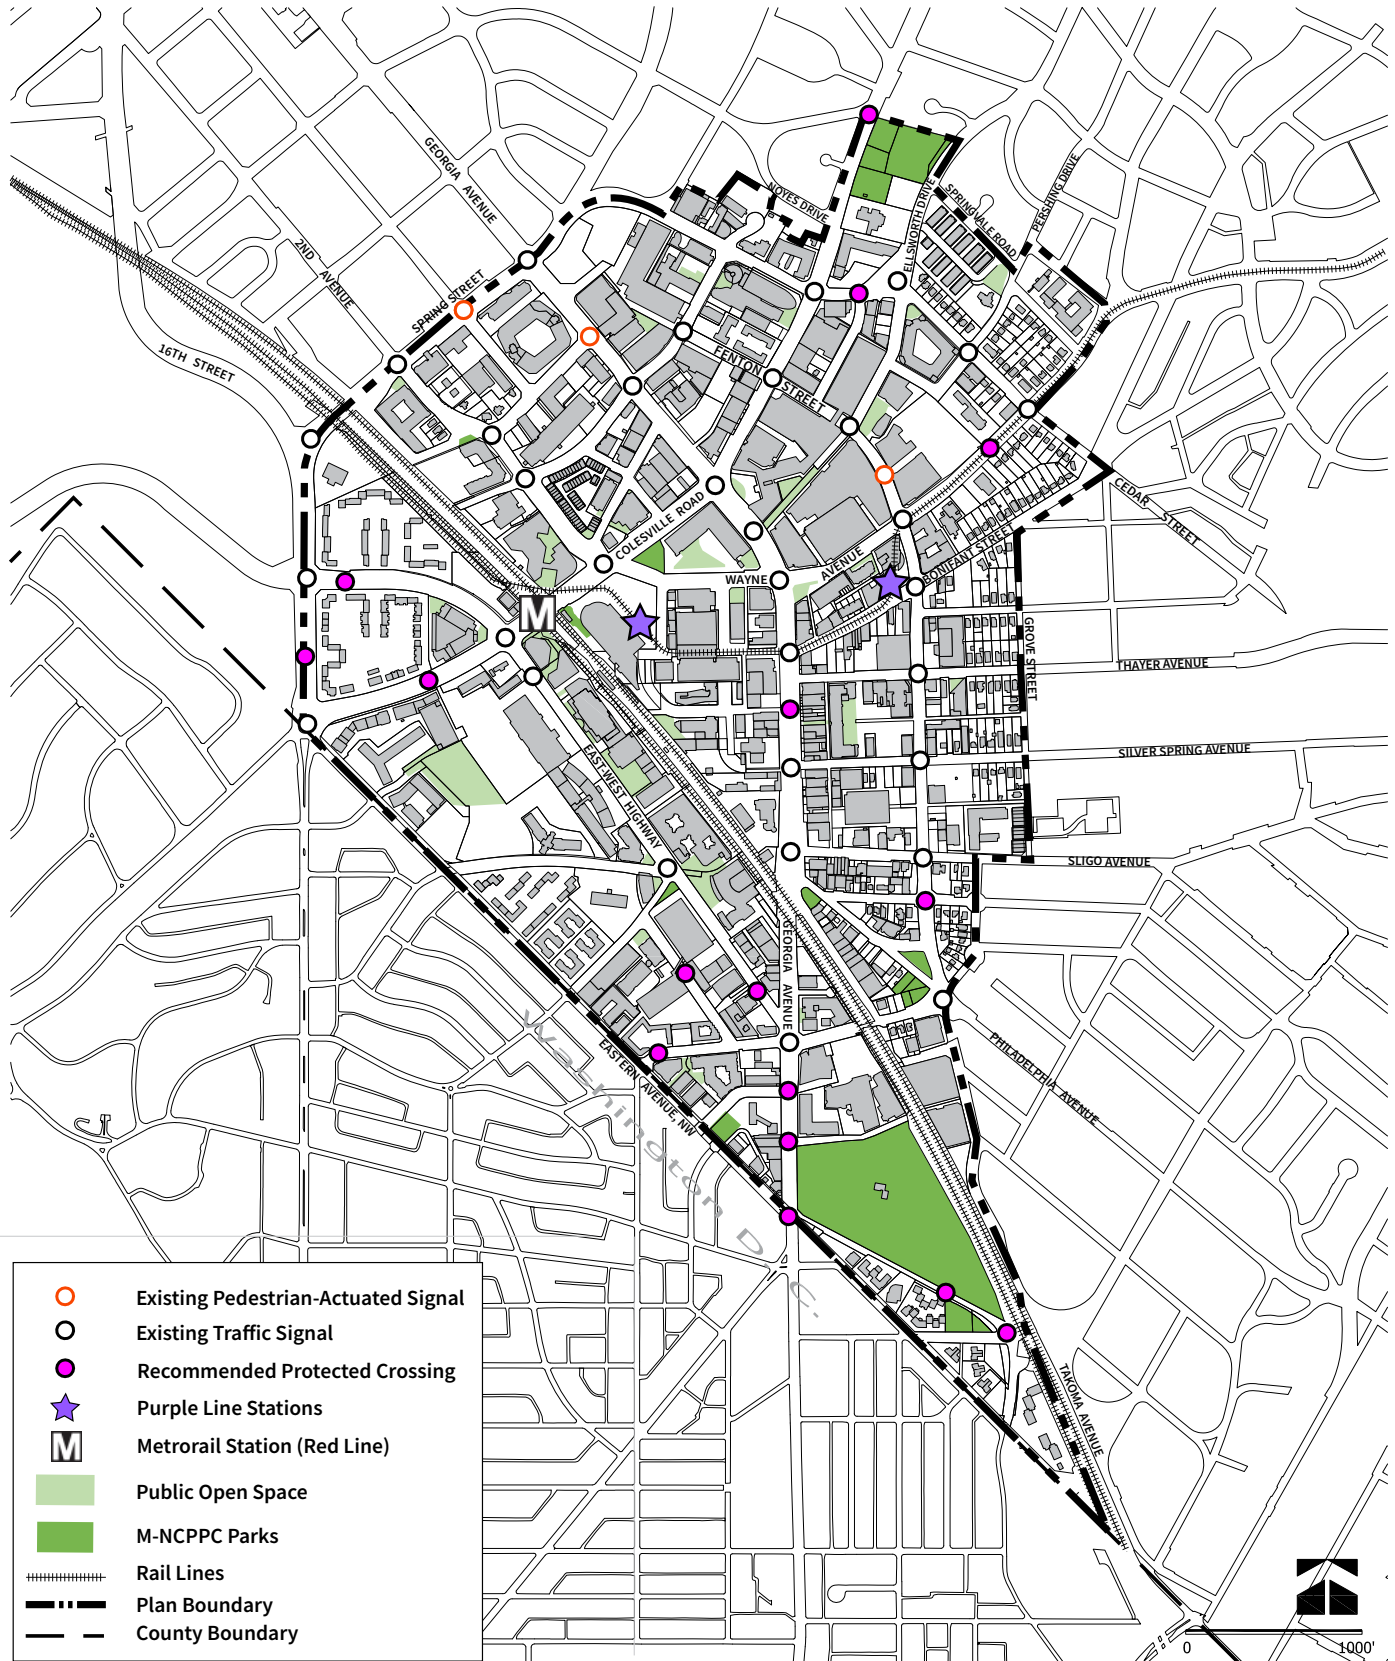 GEORGIA AVENUE
NOYES DRIVE
ELLSWORTH DRIVE
SPRINGVALE ROAD
PERSHING DRIVE
2ND AVENUE
SPRING STREET
16TH STREET
FENTON STREET
COLESVILLE ROAD
CEDAR STREET
WAYNE AVENUE
BONIFANT STREET
M
GROVE STREET
THAYER AVENUE
SILVER SPRING AVENUE
EAST WEST HIGHWAY
SLIGO AVENUE
GEORGIA AVENUE
PHILADELPHIA AVENUE
EASTERN AVENUE, NW
Washington D.C.
TAKOMA AVENUE
Existing Pedestrian-Actuated Signal
Existing Traffic Signal
Recommended Protected Crossing
Purple Line Stations
M Metrorail Station (Red Line)
Public Open Space
M-NCPPC Parks
Rail Lines
Plan Boundary
County Boundary
0 1000'